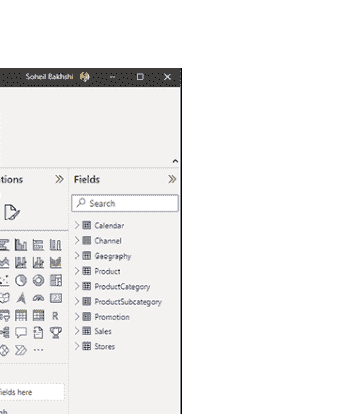 Soheil Bakhshi
tions
Fields
Search
Calendar
Channel
Geography
Product
ProductCategory
ProductSubcategory
Promotion
R
Sales
Stores
ields here